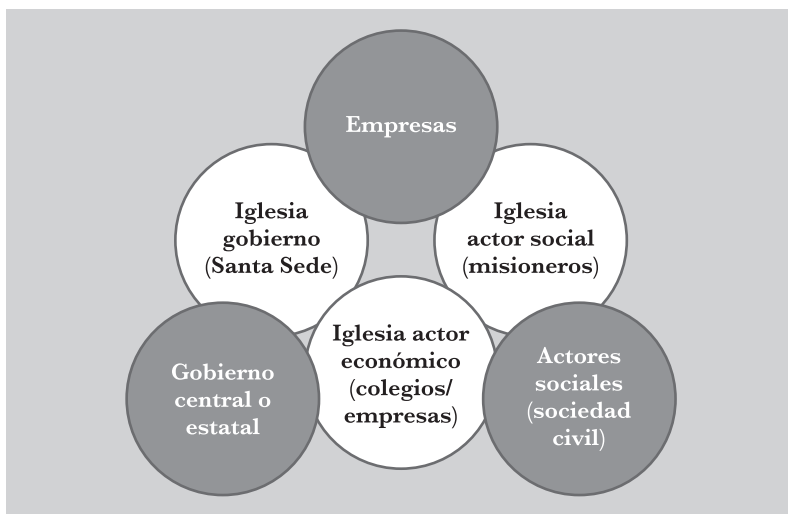 Empresas
Iglesia
gobierno
(Santa Sede)
Iglesia
actor social
(misioneros)
Iglesia actor
económico
(colegios/
empresas)
Gobierno
central o
estatal
Actores
sociales
(sociedad
civil)